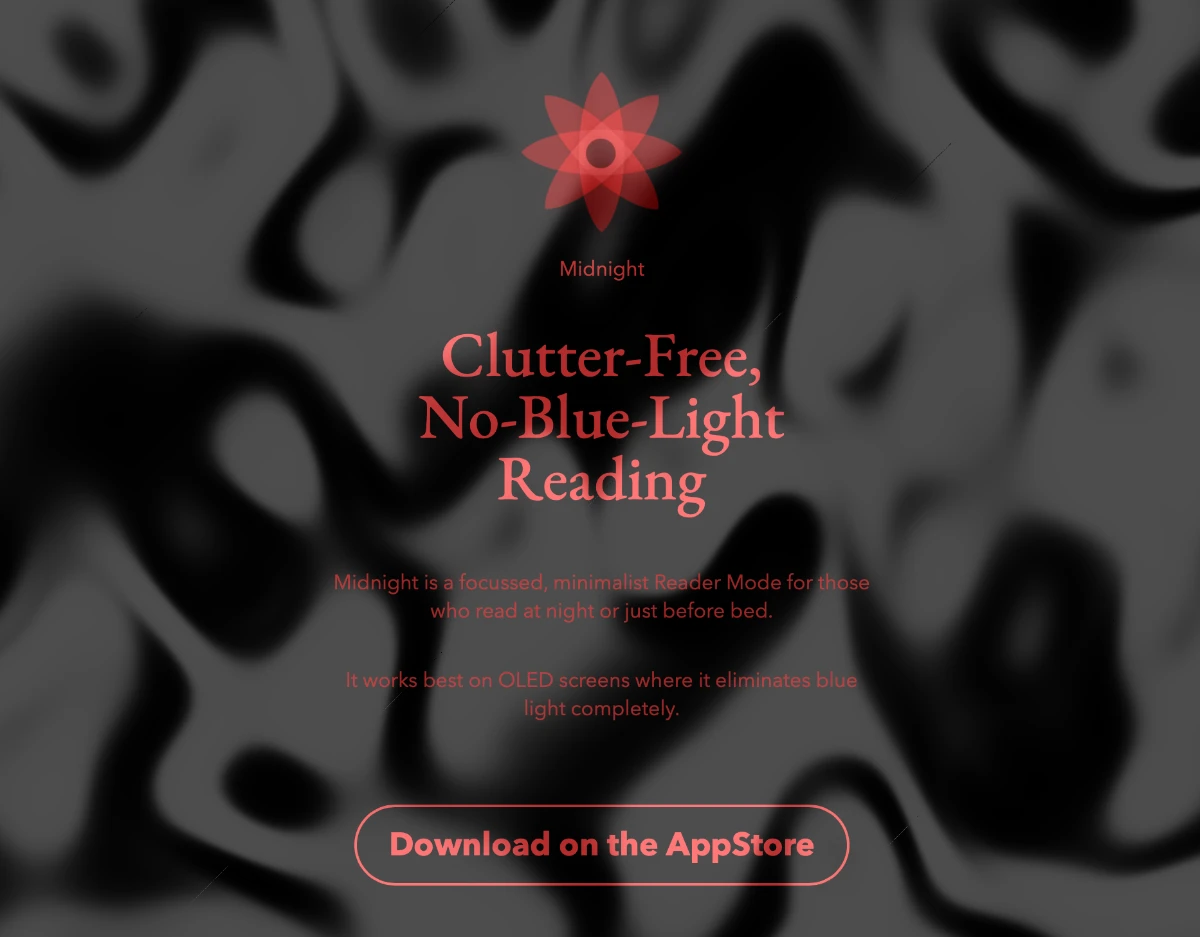 Midnight
Clutter-Free,
No-Blue-Light
Reading
Midnight is a focussed, minimalist Reader Mode for those
who read at night or just before bed.
It works best on OLED screens where it eliminates blue
light completely.
Download on the AppStore